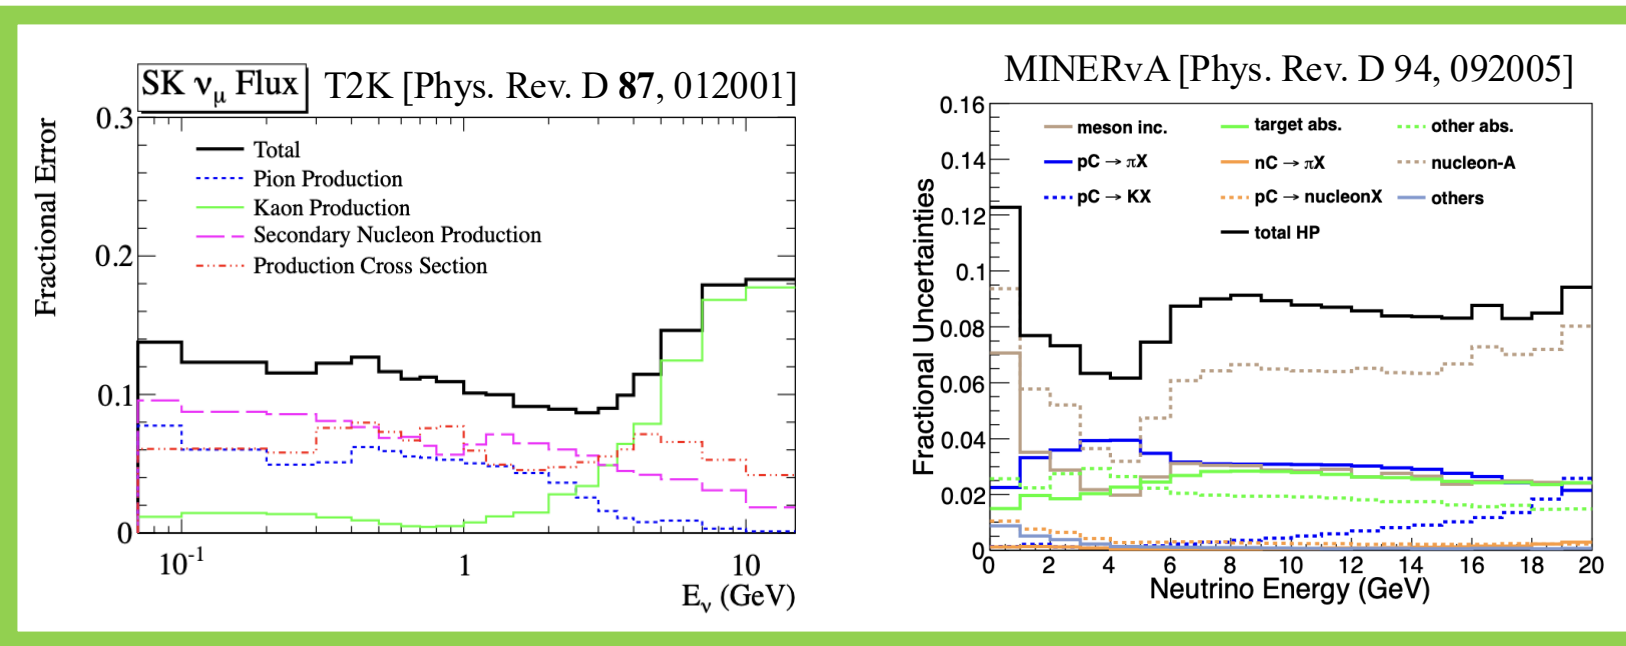 SK νμ Flux T2K [Phys. Rev. D 87, 012001]
Fractional Error
0.3
0.2
0.1
0
Total
Pion Production
Kaon Production
Secondary Nucleon Production
Production Cross Section
10⁻¹ 1 10
Eν (GeV)
MINERvA [Phys. Rev. D 94, 092005]
Fractional Uncertainties
0.16
0.14
0.12
0.1
0.08
0.06
0.04
0.02
0
meson inc. target abs. other abs.
pC → πX nC → πX nucleon-A
pC → KX pC → nucleonX others
total HP
0 2 4 6 8 10 12 14 16 18 20
Neutrino Energy (GeV)